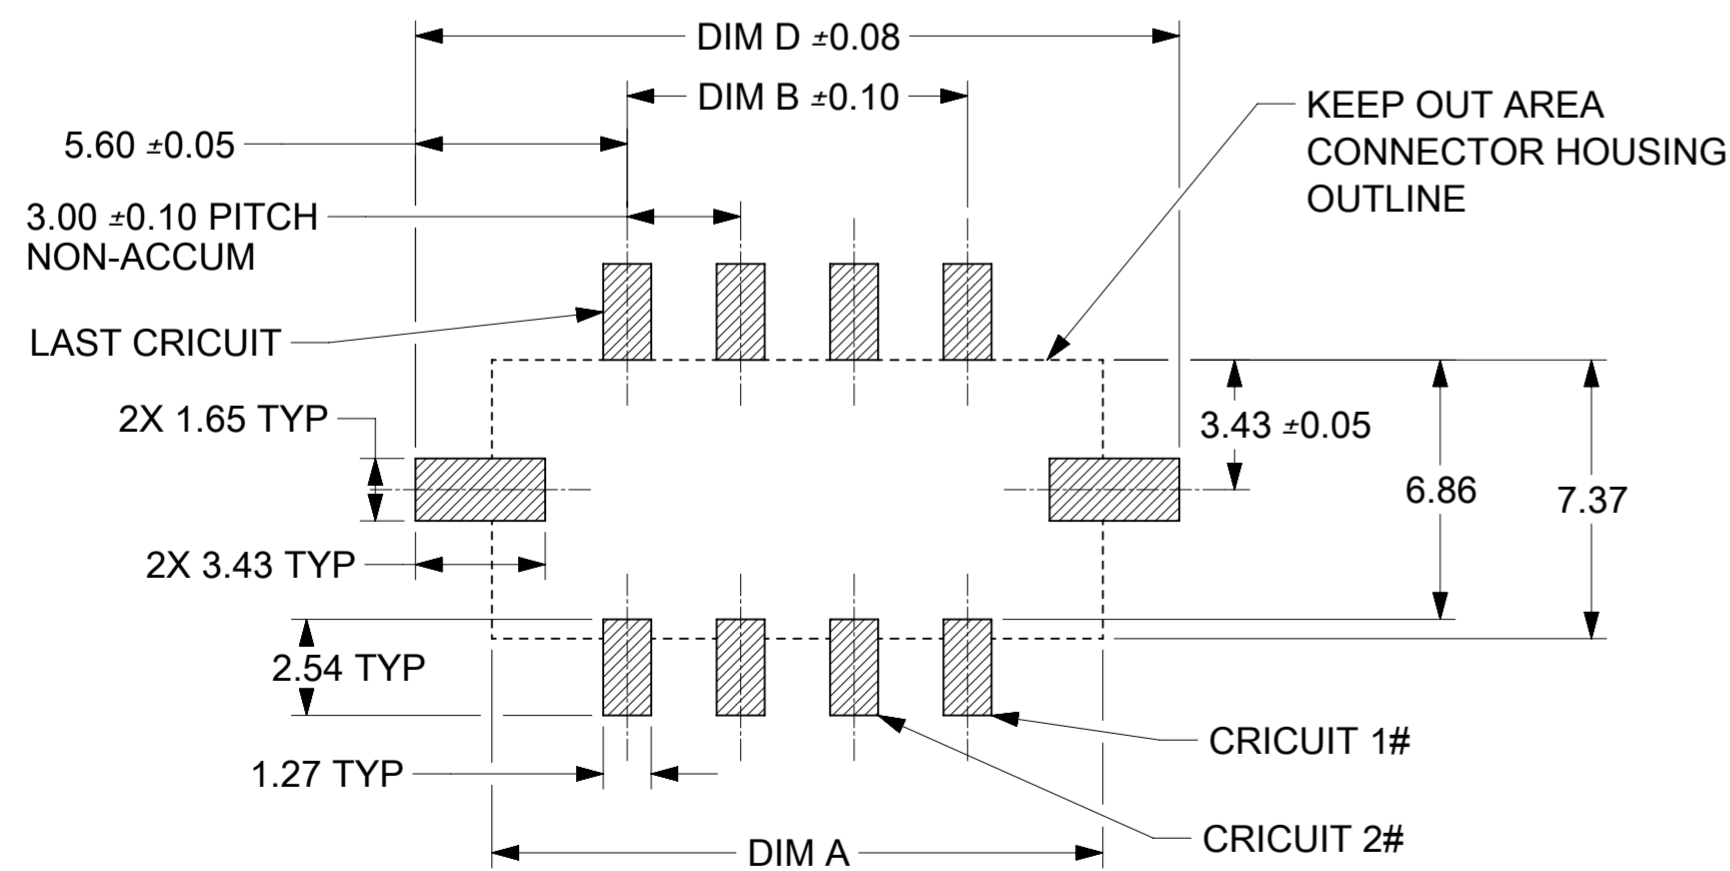 DIM D ±0.08
DIM B ±0.10
KEEP OUT AREA
CONNECTOR HOUSING
OUTLINE
5.60 ±0.05
3.00 ±0.10 PITCH
NON-ACCUM
LAST CRICUIT
2X 1.65 TYP
3.43 ±0.05
6.86
7.37
2X 3.43 TYP
2.54 TYP
CRICUIT 1#
1.27 TYP
CRICUIT 2#
DIM A